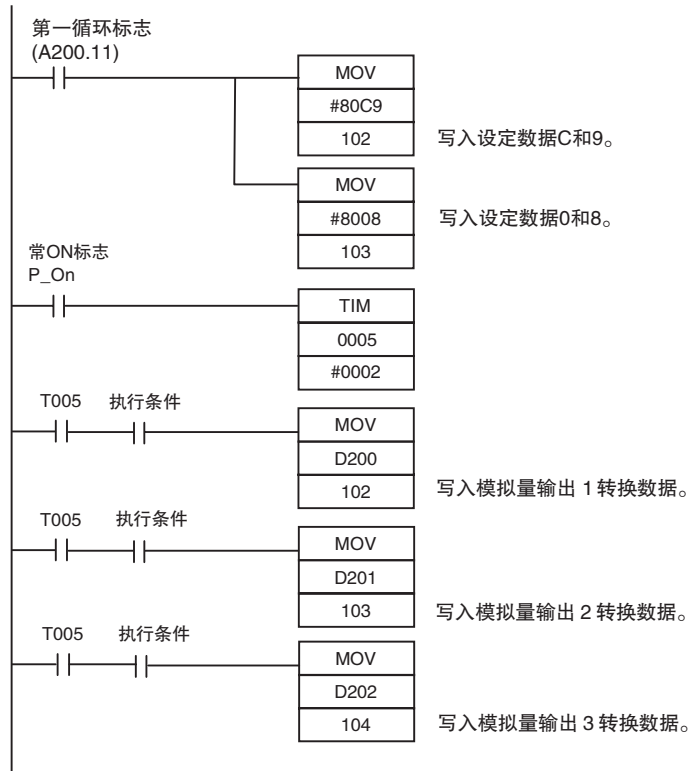 第一循环标志
(A200.11)
MOV
#80C9
102
写入设定数据C和9。
MOV
#8008
103
写入设定数据0和8。
常ON标志
P_On
TIM
0005
#0002
T005 执行条件
MOV
D200
102
写入模拟量输出 1 转换数据。
T005 执行条件
MOV
D201
103
写入模拟量输出 2 转换数据。
T005 执行条件
MOV
D202
104
写入模拟量输出 3 转换数据。